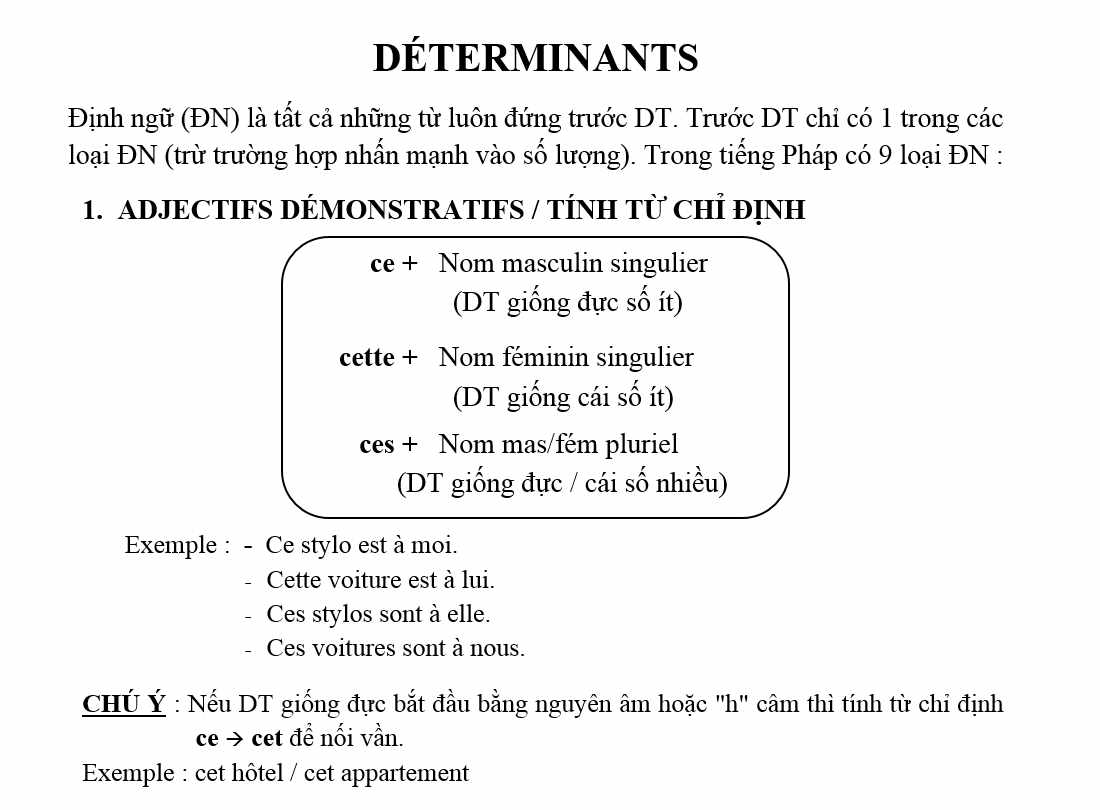 DÉTERMINANTS
Định ngữ (ĐN) là tất cả những từ luôn đứng trước DT. Trước DT chỉ có 1 trong các
loại ĐN (trừ trường hợp nhấn mạnh vào số lượng). Trong tiếng Pháp có 9 loại ĐN :
1. ADJECTIFS DÉMONSTRATIFS / TÍNH TỪ CHỈ ĐỊNH
ce + Nom masculin singulier
(DT giống đực số ít)
cette + Nom féminin singulier
(DT giống cái số ít)
ces + Nom mas/fém pluriel
(DT giống đực / cái số nhiều)
Exemple : - Ce stylo est à moi.
- Cette voiture est à lui.
- Ces stylos sont à elle.
- Ces voitures sont à nous.
CHÚ Ý : Nếu DT giống đực bắt đầu bằng nguyên âm hoặc "h" câm thì tính từ chỉ định
ce → cet để nối vần.
Exemple : cet hôtel / cet appartement